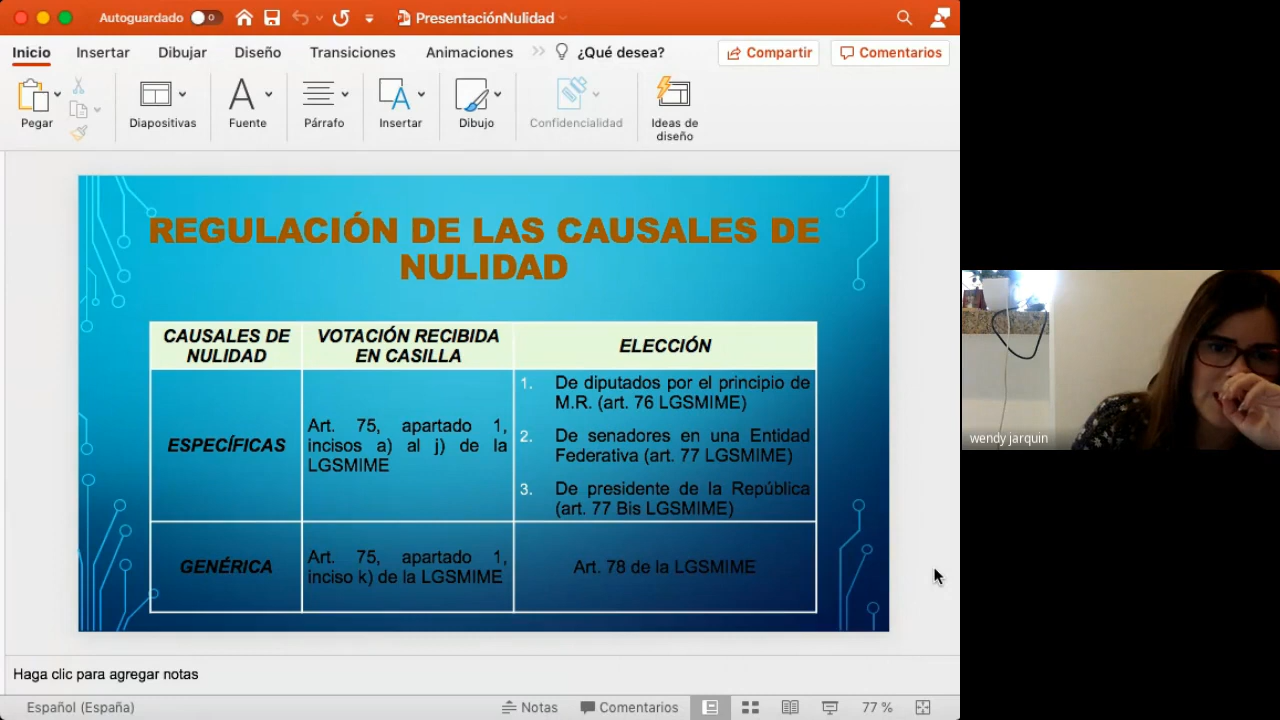 Autoguardado
PresentaciónNulidad
Inicio
Insertar
Dibujar
Diseño
Transiciones
Animaciones
¿Qué desea?
Compartir
Comentarios
Pegar
Diapositivas
Fuente
Párrafo
Insertar
Dibujo
Confidencialidad
Ideas de
diseño
REGULACIÓN DE LAS CAUSALES DE
NULIDAD
CAUSALES DE
NULIDAD
VOTACIÓN RECIBIDA
EN CASILLA
ELECCIÓN
ESPECÍFICAS
Art. 75, apartado 1,
incisos a) al j) de la
LGSMIME
1. De diputados por el principio de
M.R. (art. 76 LGSMIME)
2. De senadores en una Entidad
Federativa (art. 77 LGSMIME)
3. De presidente de la República
(art. 77 Bis LGSMIME)
GENÉRICA
Art. 75, apartado 1,
inciso k) de la LGSMIME
Art. 78 de la LGSMIME
wendy jarquin
Haga clic para agregar notas
Español (España)
Notas
Comentarios
77 %